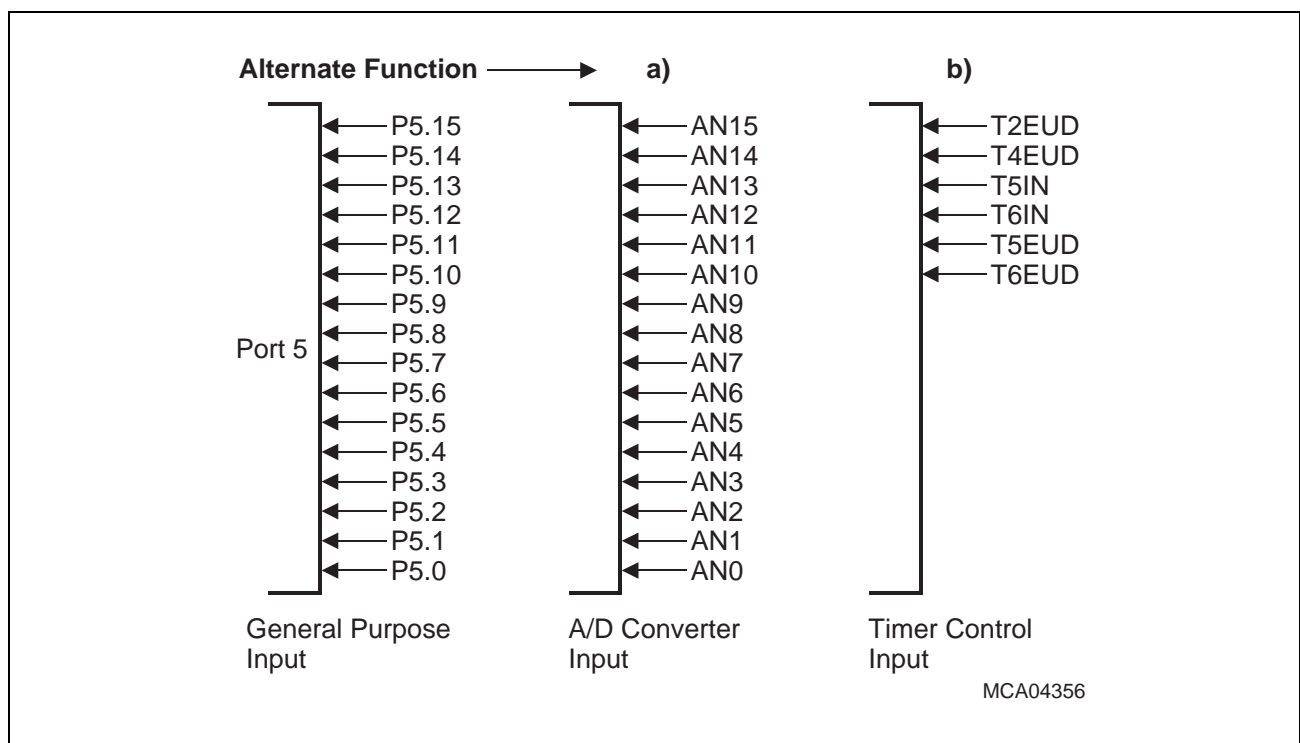 Alternate Function a) b)
P5.15 AN15 T2EUD
P5.14 AN14 T4EUD
P5.13 AN13 T5IN
P5.12 AN12 T6IN
P5.11 AN11 T5EUD
P5.10 AN10 T6EUD
P5.9 AN9
P5.8 AN8
Port 5
P5.7 AN7
P5.6 AN6
P5.5 AN5
P5.4 AN4
P5.3 AN3
P5.2 AN2
P5.1 AN1
P5.0 AN0
General Purpose
Input
A/D Converter
Input
Timer Control
Input
MCA04356